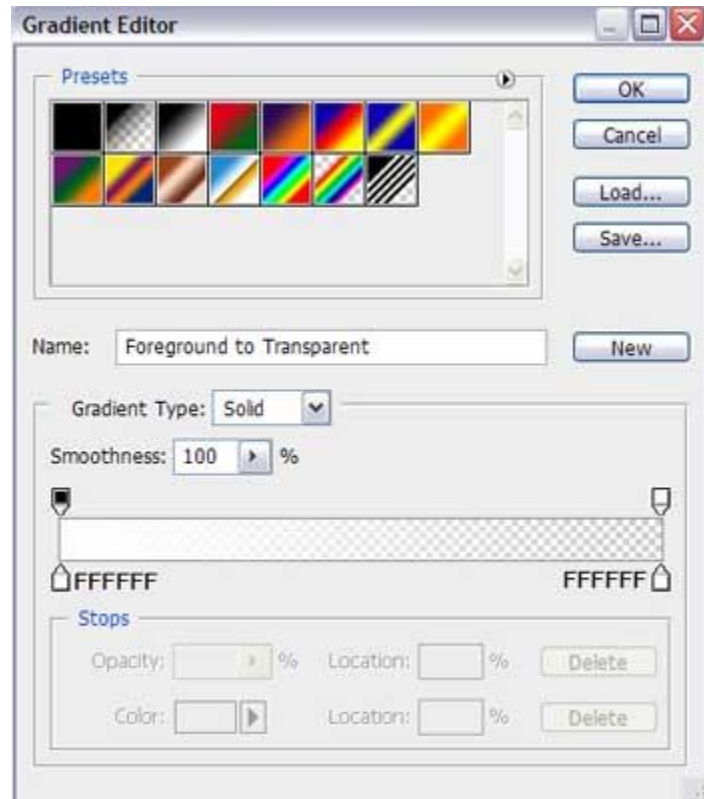 Gradient Editor
Presets
OK
Cancel
Load...
Save...
Name: Foreground to Transparent
New
Gradient Type: Solid
Smoothness: 100 %
FFFFFF FFFFFF
Stops
Opacity: % Location: % Delete
Color: Location: % Delete